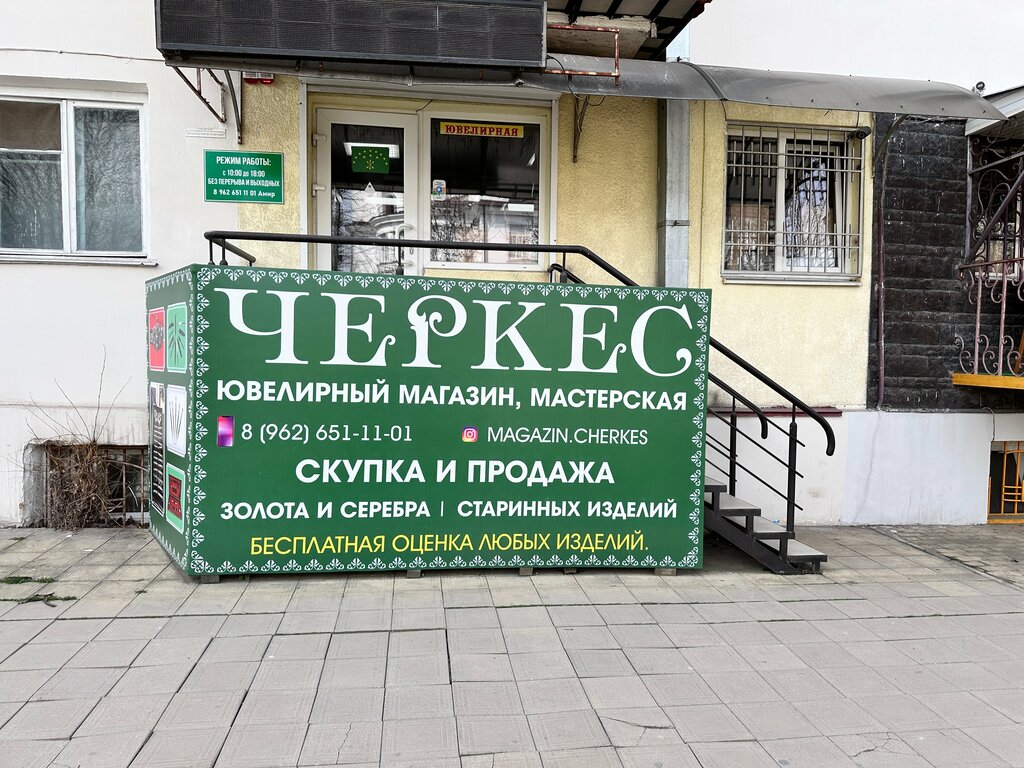 ЮВЕЛИРНАЯ
РЕЖИМ РАБОТЫ:
с 10:00 до 18:00
БЕЗ ПЕРЕРЫВА И ВЫХОДНЫХ
8 962 651 11 01 Амир
ЧЕРКЕС
ЮВЕЛИРНЫЙ МАГАЗИН, МАСТЕРСКАЯ
8 (962) 651-11-01 MAGAZIN.CHERKES
СКУПКА И ПРОДАЖА
ЗОЛОТА И СЕРЕБРА | СТАРИННЫХ ИЗДЕЛИЙ
БЕСПЛАТНАЯ ОЦЕНКА ЛЮБЫХ ИЗДЕЛИЙ.